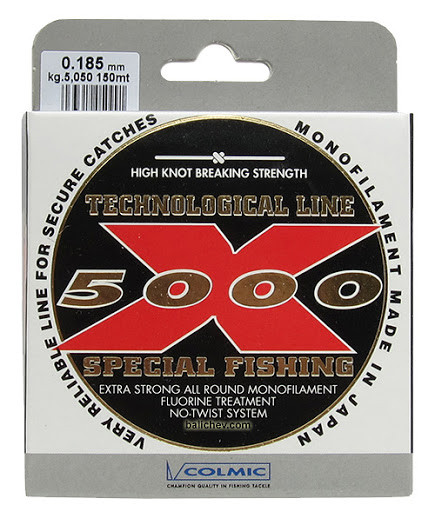 0.185 mm
kg.5,050 150mt
VERY RELIABLE LINE FOR SECURE CATCHES
MONOFILAMENT MADE IN JAPAN
HIGH KNOT BREAKING STRENGTH
TECHNOLOGICAL LINE
X
5000
SPECIAL FISHING
EXTRA STRONG ALL ROUND MONOFILAMENT
FLUORINE TREATMENT
NO-TWIST SYSTEM
ballchev.com
COLMIC
CHAMPION QUALITY IN FISHING TACKLE